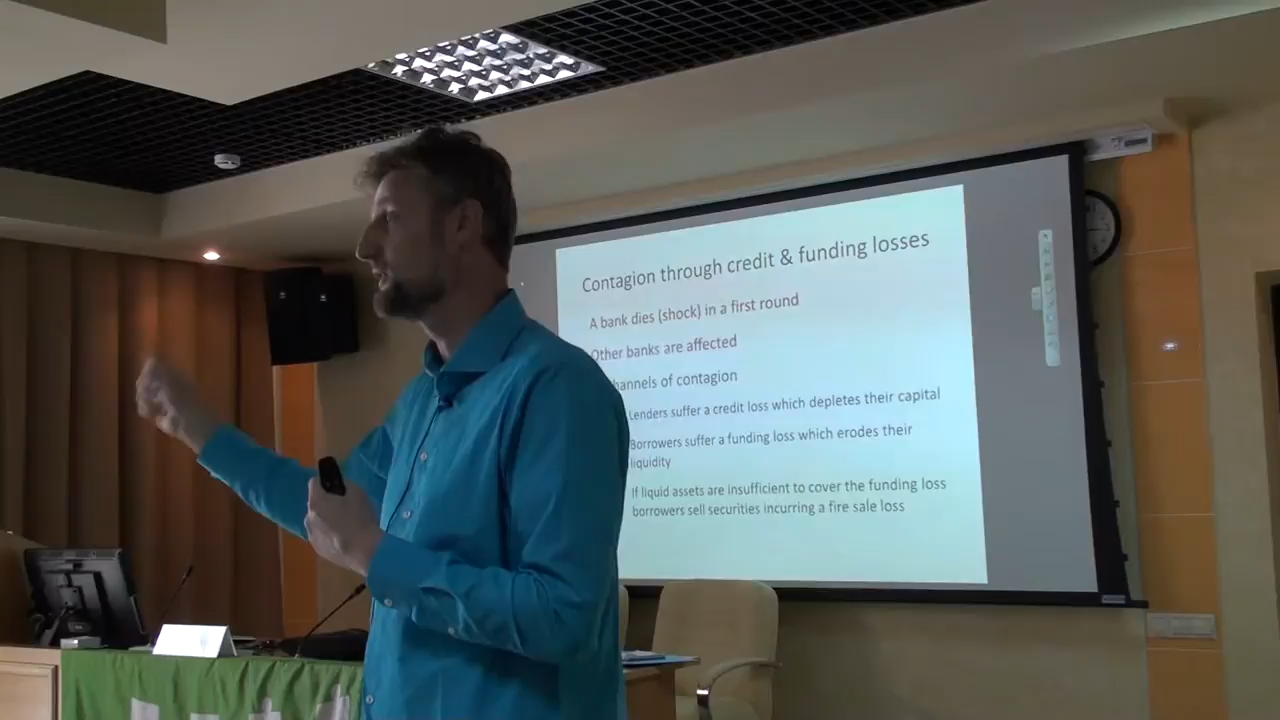 Contagion through credit & funding losses
A bank dies (shock) in a first round
Other banks are affected
hannels of contagion
Lenders suffer a credit loss which depletes their capital
Borrowers suffer a funding loss which erodes their
liquidity
If liquid assets are insufficient to cover the funding loss
borrowers sell securities incurring a fire sale loss